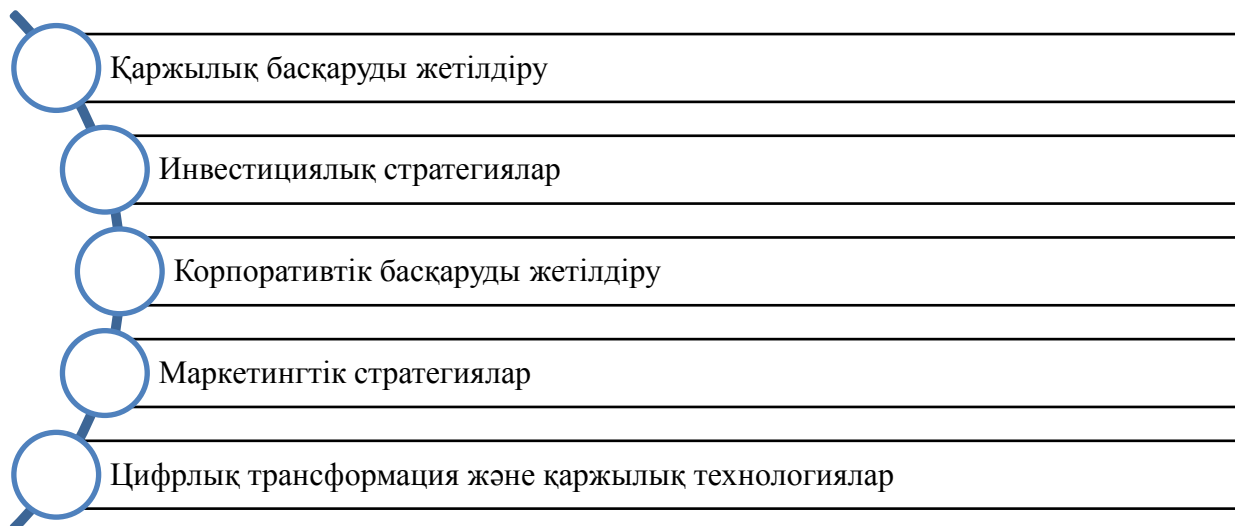 Қаржылық басқаруды жетілдіру
Инвестициялық стратегиялар
Корпоративтік басқаруды жетілдіру
Маркетингтік стратегиялар
Цифрлық трансформация және қаржылық технологиялар